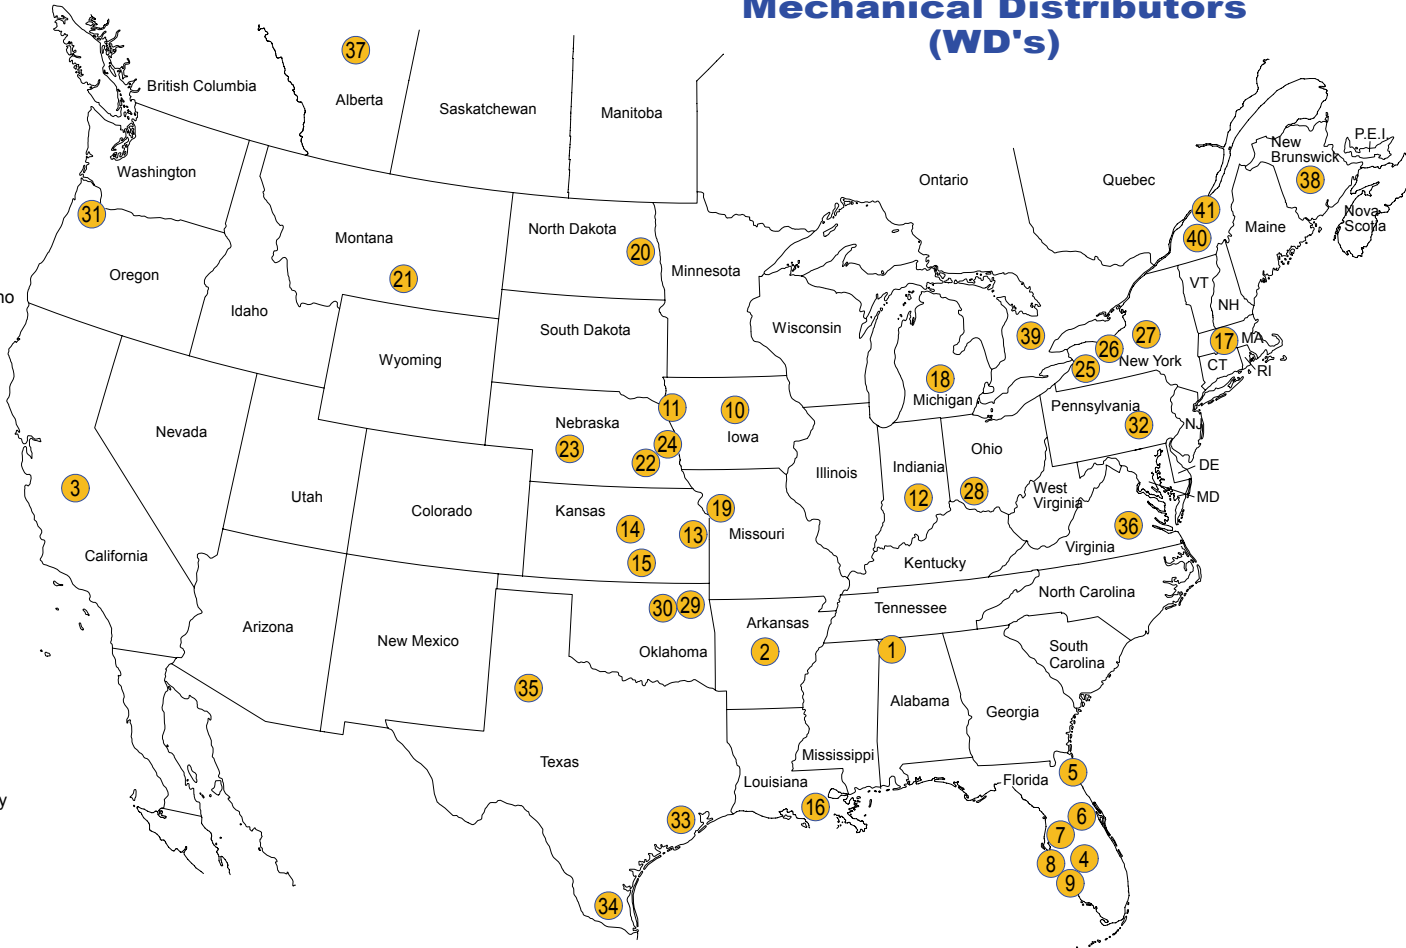 Mechanical Distributors
(WD's)
37
British Columbia
Alberta
Saskatchewan
Manitoba
P.E.I.
New
Brunswick
38
Washington
Ontario
Quebec
31
41
Nova
Scotia
Maine
40
Montana
North Dakota
20
Minnesota
21
Oregon
VT
no
Idaho
NH
South Dakota
Wisconsin
39
27
17
MA
26
New York
Wyoming
25
CT
RI
18
Michigan
11
10
Pennsylvania
Nebraska
Iowa
32
NJ
Nevada
23
24
22
Ohio
Indiania
Illinois
DE
3
Utah
Colorado
12
28
West
Virginia
MD
Kansas
19
14
13
Missouri
36
Virginia
California
15
Kentucky
North Carolina
30
29
Tennessee
Arizona
Arkansas
New Mexico
Oklahoma
2
1
South
Carolina
35
Alabama
Georgia
Texas
Mississippi
5
Louisiana
Florida
y
16
33
6
7
8
4
9
34